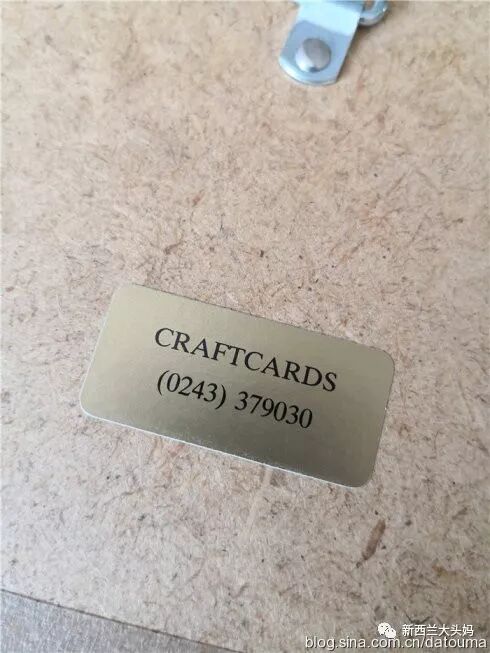 CRAFTCARDS
(0243) 379030
新西兰大头妈
blog.sina.com.cn/datouma